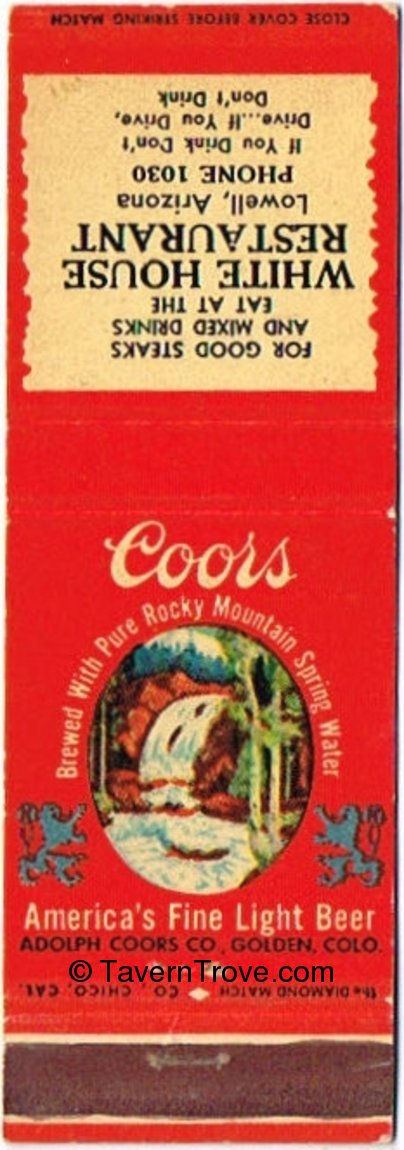 CLOSE COVER BEFORE STRIKING MATCH
FOR GOOD STEAKS
AND MIXED DRINKS
EAT AT THE
WHITE HOUSE
RESTAURANT
Lowell, Arizona
PHONE 1030
If You Drink Don't
Drive...If You Drive,
Don't Drink
Coors
Brewed With Pure Rocky Mountain Spring Water
America's Fine Light Beer
ADOLPH COORS CO., GOLDEN, COLO.
© TavernTrove.com
the DIAMOND MATCH CO., CHICO, CAL.